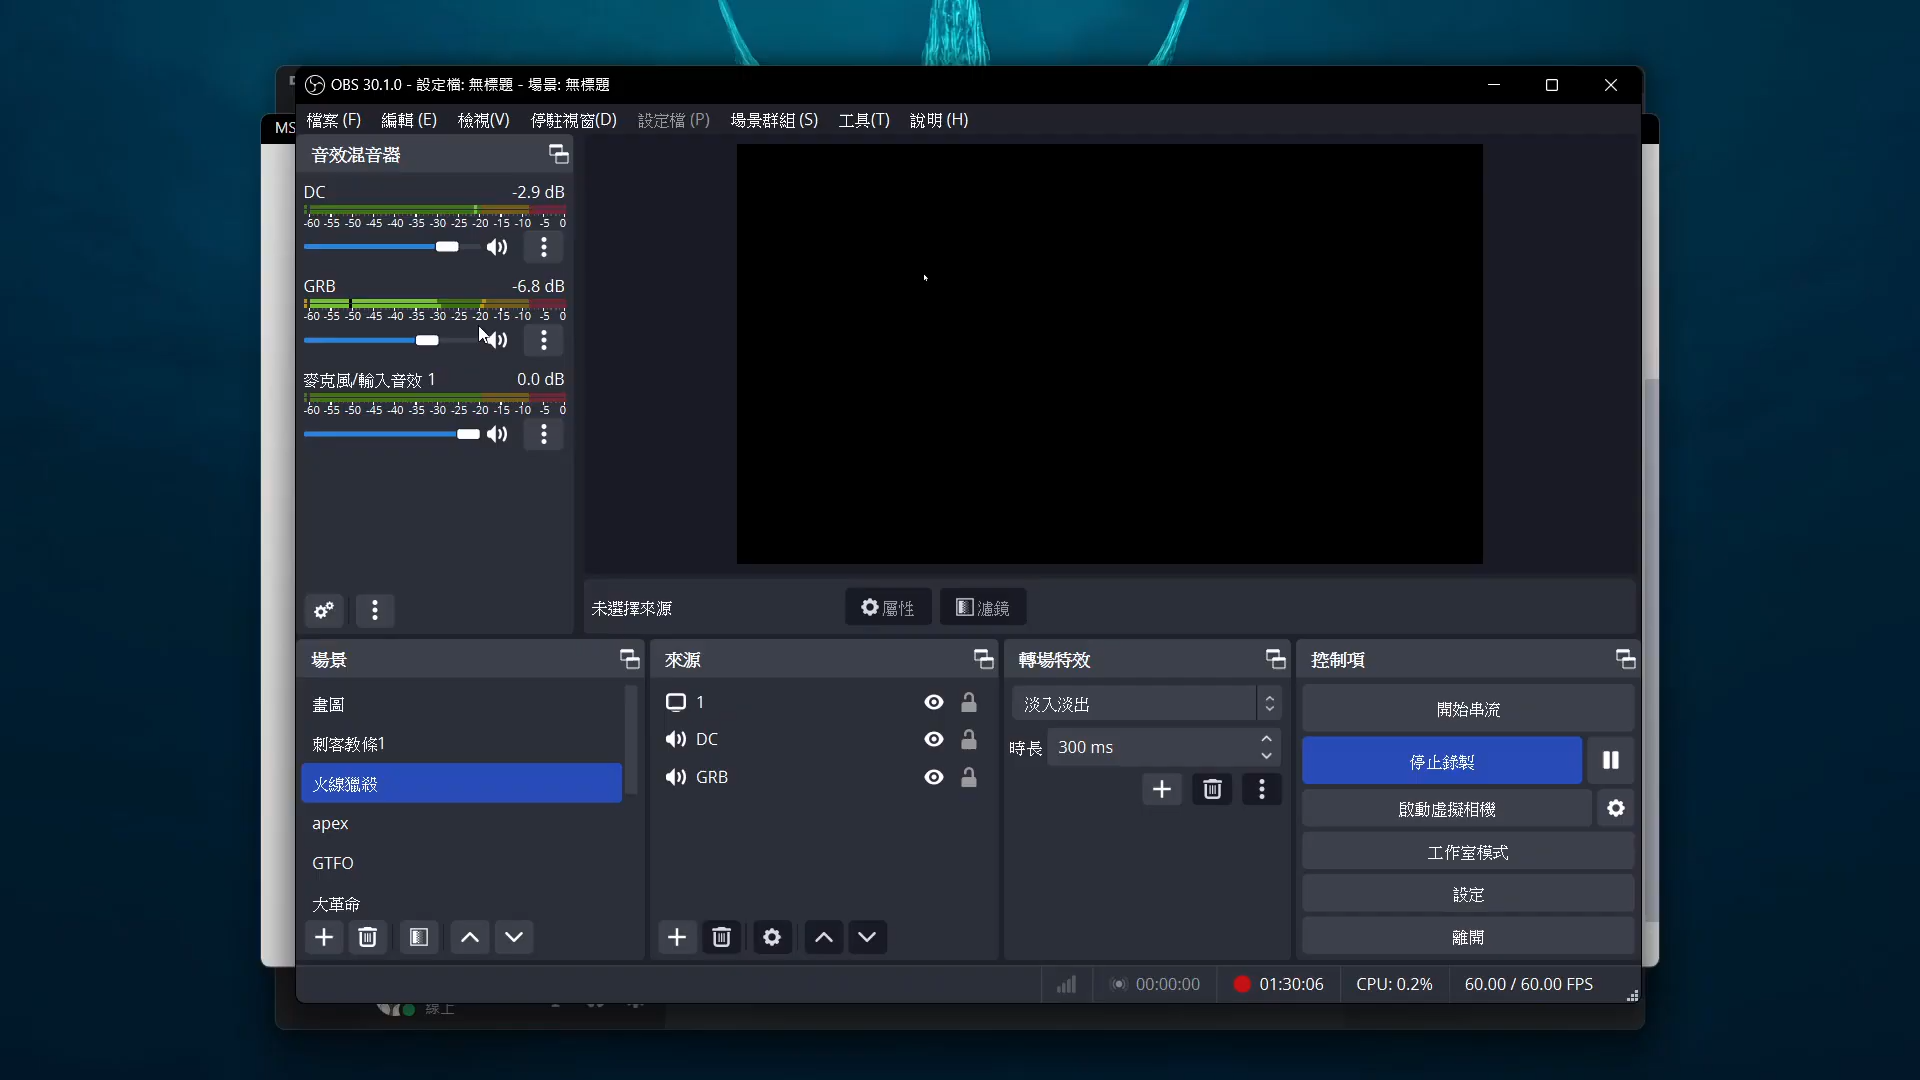 OBS 30.1.0 - 設定檔: 無標題 - 場景: 無標題
MS
檔案 (F) 編輯 (E) 檢視(V) 停駐視窗(D) 設定檔 (P) 場景群組 (S) 工具(T) 說明 (H)
音效混音器
DC -2.9 dB
-60 -55 -50 -45 -40 -35 -30 -25 -20 -15 -10 -5 0
GRB -6.8 dB
-60 -55 -50 -45 -40 -35 -30 -25 -20 -15 -10 -5 0
麥克風/輸入音效 1 0.0 dB
-60 -55 -50 -45 -40 -35 -30 -25 -20 -15 -10 -5 0
未選擇來源 屬性 濾鏡
場景
畫圖
刺客教條1
火線獵殺
apex
GTFO
大革命
來源
1
DC
GRB
轉場特效
淡入淡出
時長 300 ms
控制項
開始串流
停止錄製
啟動虛擬相機
工作室模式
設定
離開
00:00:00 01:30:06 CPU: 0.2% 60.00 / 60.00 FPS
線上